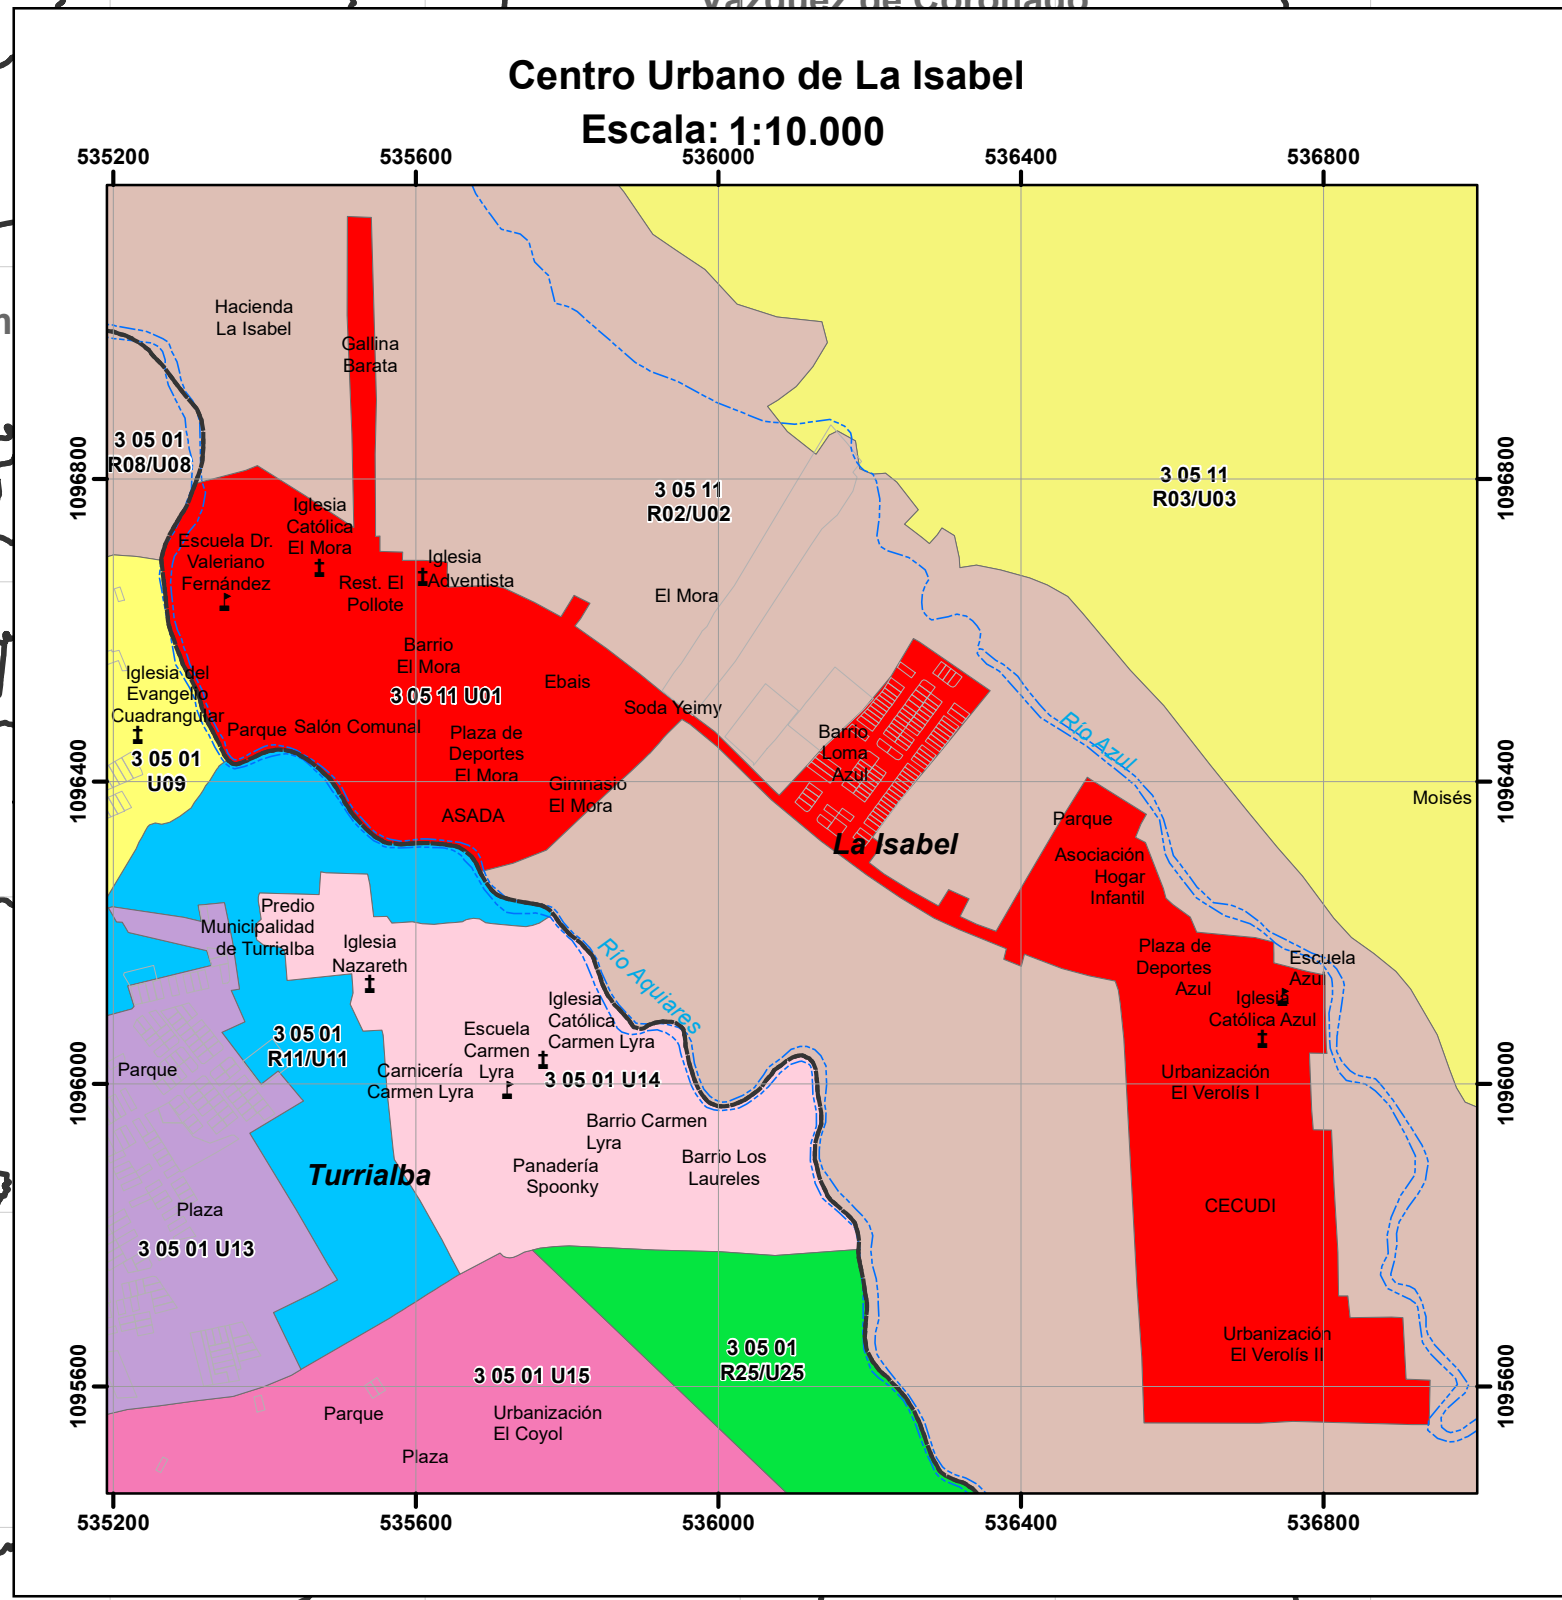 Vázquez de Coronado
Centro Urbano de La Isabel
Escala: 1:10.000
535200
535600
536000
536400
536800
Hacienda
La Isabel
Gallina
Barata
3 05 01
R08/U08
1096800
3 05 11
R02/U02
3 05 11
R03/U03
1096800
Iglesia
Católica
El Mora
Escuela Dr.
Valeriano
Fernández
Iglesia
Adventista
Rest. El
Pollote
El Mora
Barrio
El Mora
3 05 11 U01
Ebais
Soda Yeimy
Iglesia del
Evangelio
Cuadrangular
Parque
Salón Comunal
Plaza de
Deportes
El Mora
3 05 01
U09
Gimnasio
El Mora
ASADA
Barrio
Loma
Azul
Río Azul
1096400
1096400
Moisés
La Isabel
Parque
Asociación
Hogar
Infantil
Predio
Municipalidad
de Turrialba
Iglesia
Nazareth
Río Aquiares
Plaza de
Deportes
Azul
Escuela
Azul
Iglesia
Católica Azul
Iglesia
Católica
Carmen Lyra
Escuela
Carmen
Lyra
3 05 01
R11/U11
Parque
Carnicería
Carmen Lyra
3 05 01 U14
1096000
1096000
Urbanización
El Verolís I
Barrio Carmen
Lyra
Barrio Los
Laureles
Panadería
Spoonky
Turrialba
Plaza
3 05 01 U13
CECUDI
Urbanización
El Verolís II
3 05 01
R25/U25
3 05 01 U15
1095600
1095600
Parque
Urbanización
El Coyol
Plaza
535200
535600
536000
536400
536800